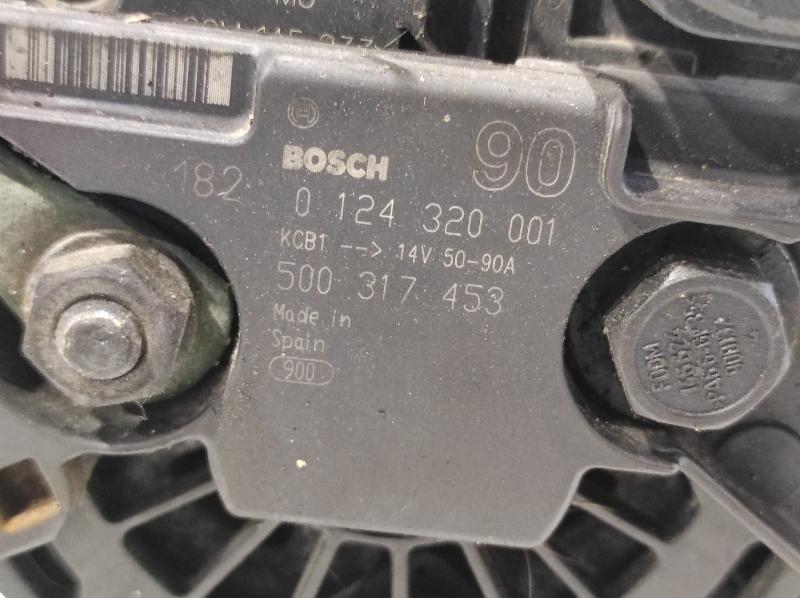 BOSCH
90
182
0 124 320 001
KCB1 --> 14V 50-90A
500 317 453
Made in
Spain
900